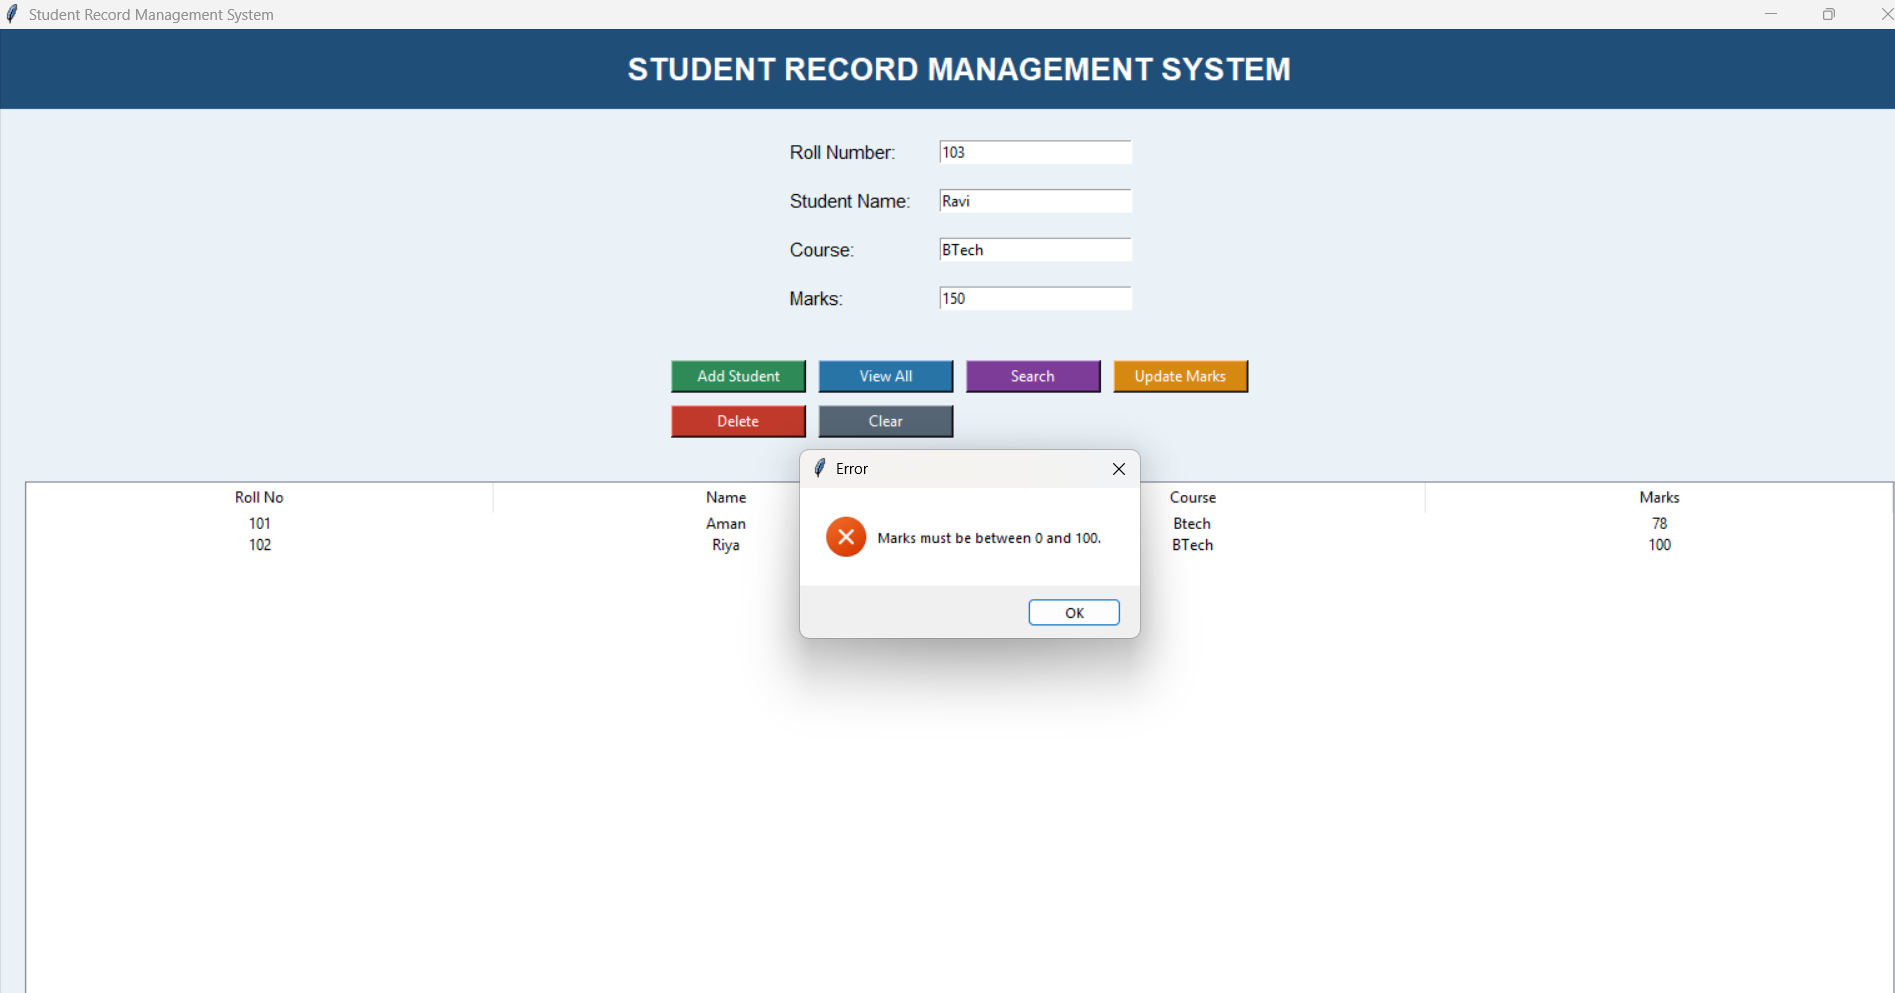 Student Record Management System
STUDENT RECORD MANAGEMENT SYSTEM
Roll Number: 103
Student Name: Ravi
Course: BTech
Marks: 150
Add Student View All Search Update Marks
Delete Clear
Error
Marks must be between 0 and 100.
OK
Roll No Name Course Marks
101 Aman Btech 78
102 Riya BTech 100